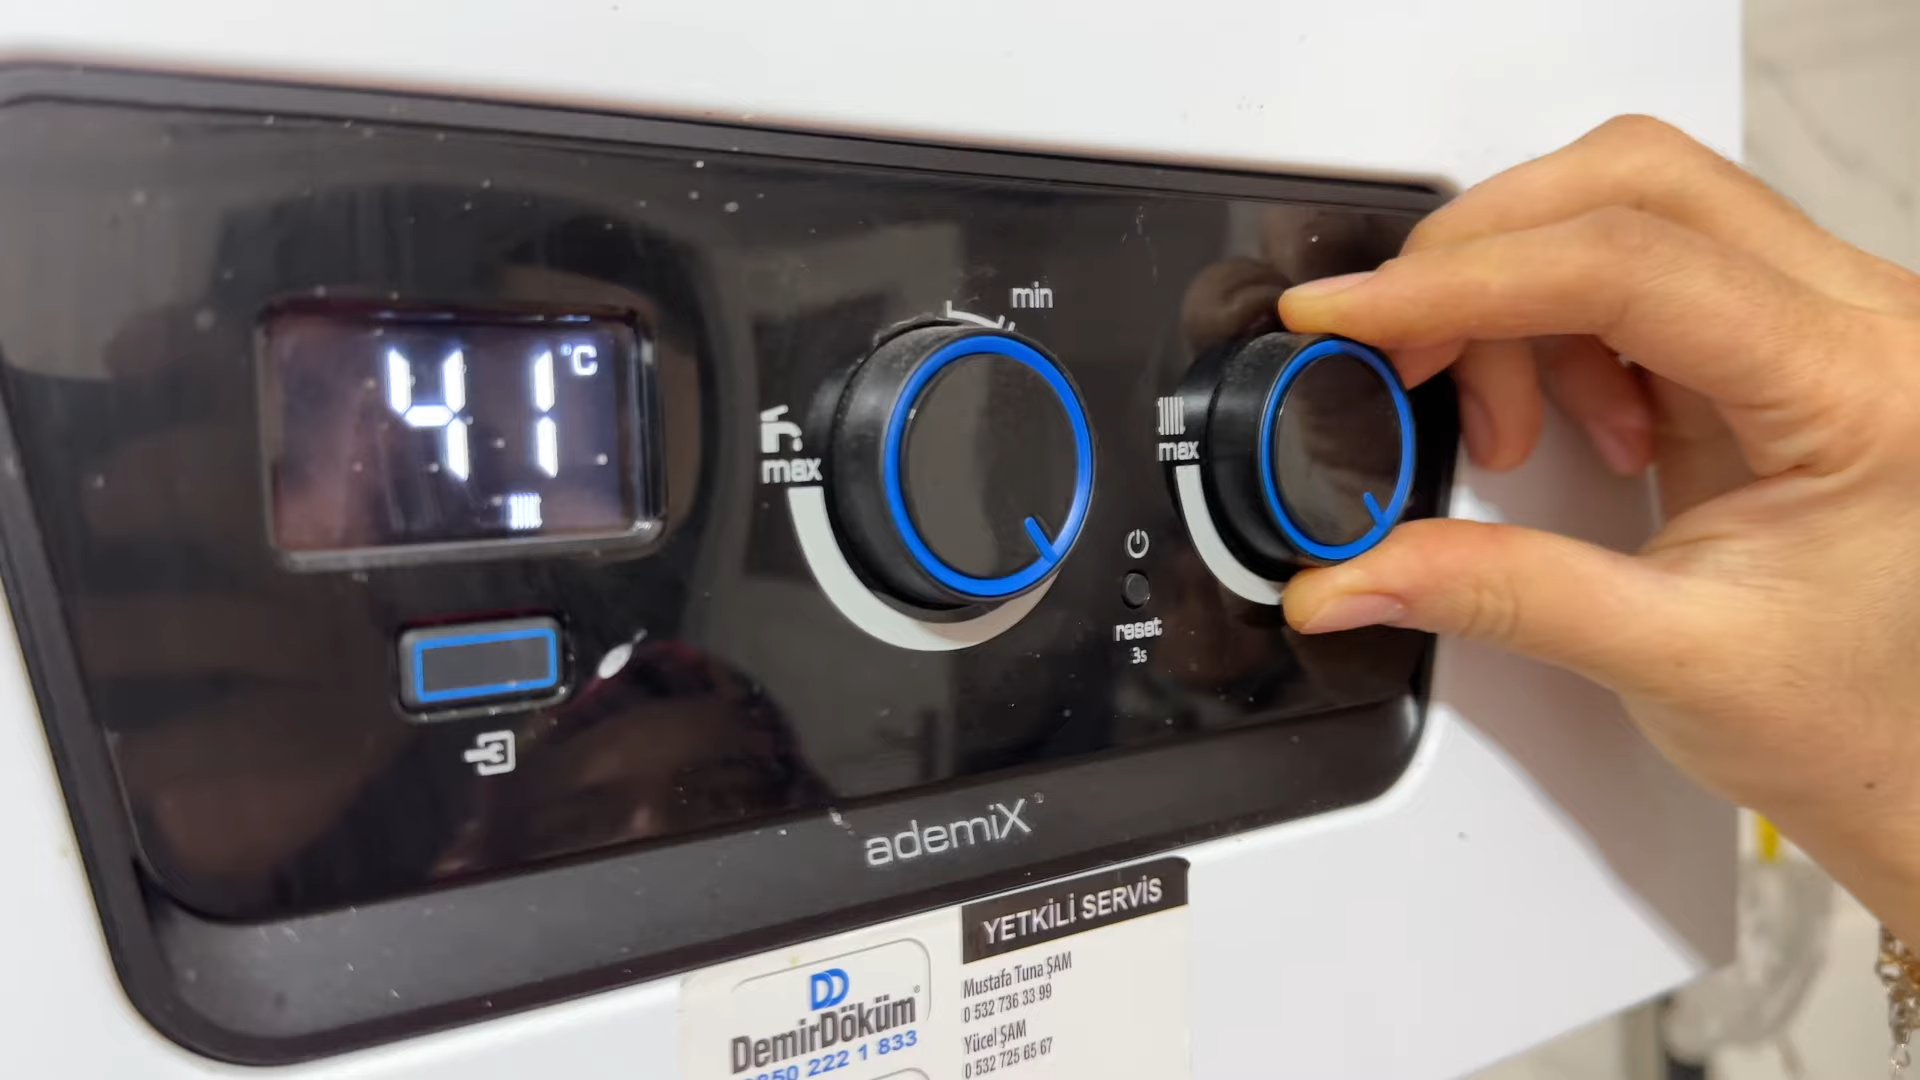 41 °C
min
max
max
reset
3s
ademiX
YETKİLİ SERVİS
Mustafa Tuna ŞAM
0 532 736 33 99
Yücel ŞAM
0 532 725 65 67
DemirDöküm
222 1 833